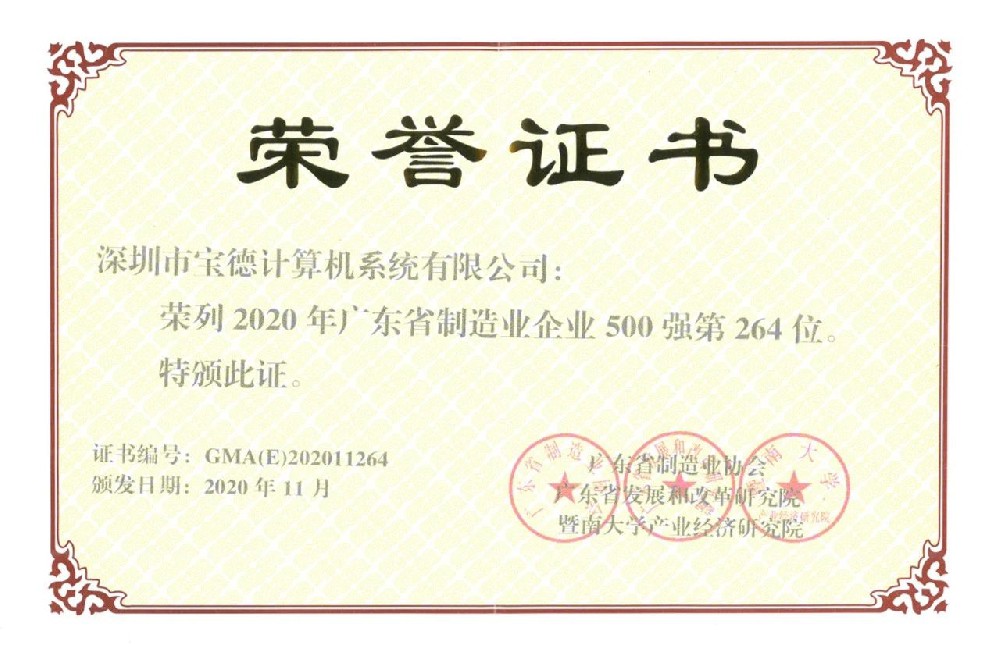 荣誉证书
深圳市宝德计算机系统有限公司：
荣列2020年广东省制造业企业500强第264位。
特颁此证。
证书编号：GMA(E)202011264
颁发日期：2020年11月
广东省制造业协会
广东省发展和改革研究院
暨南大学产业经济研究院